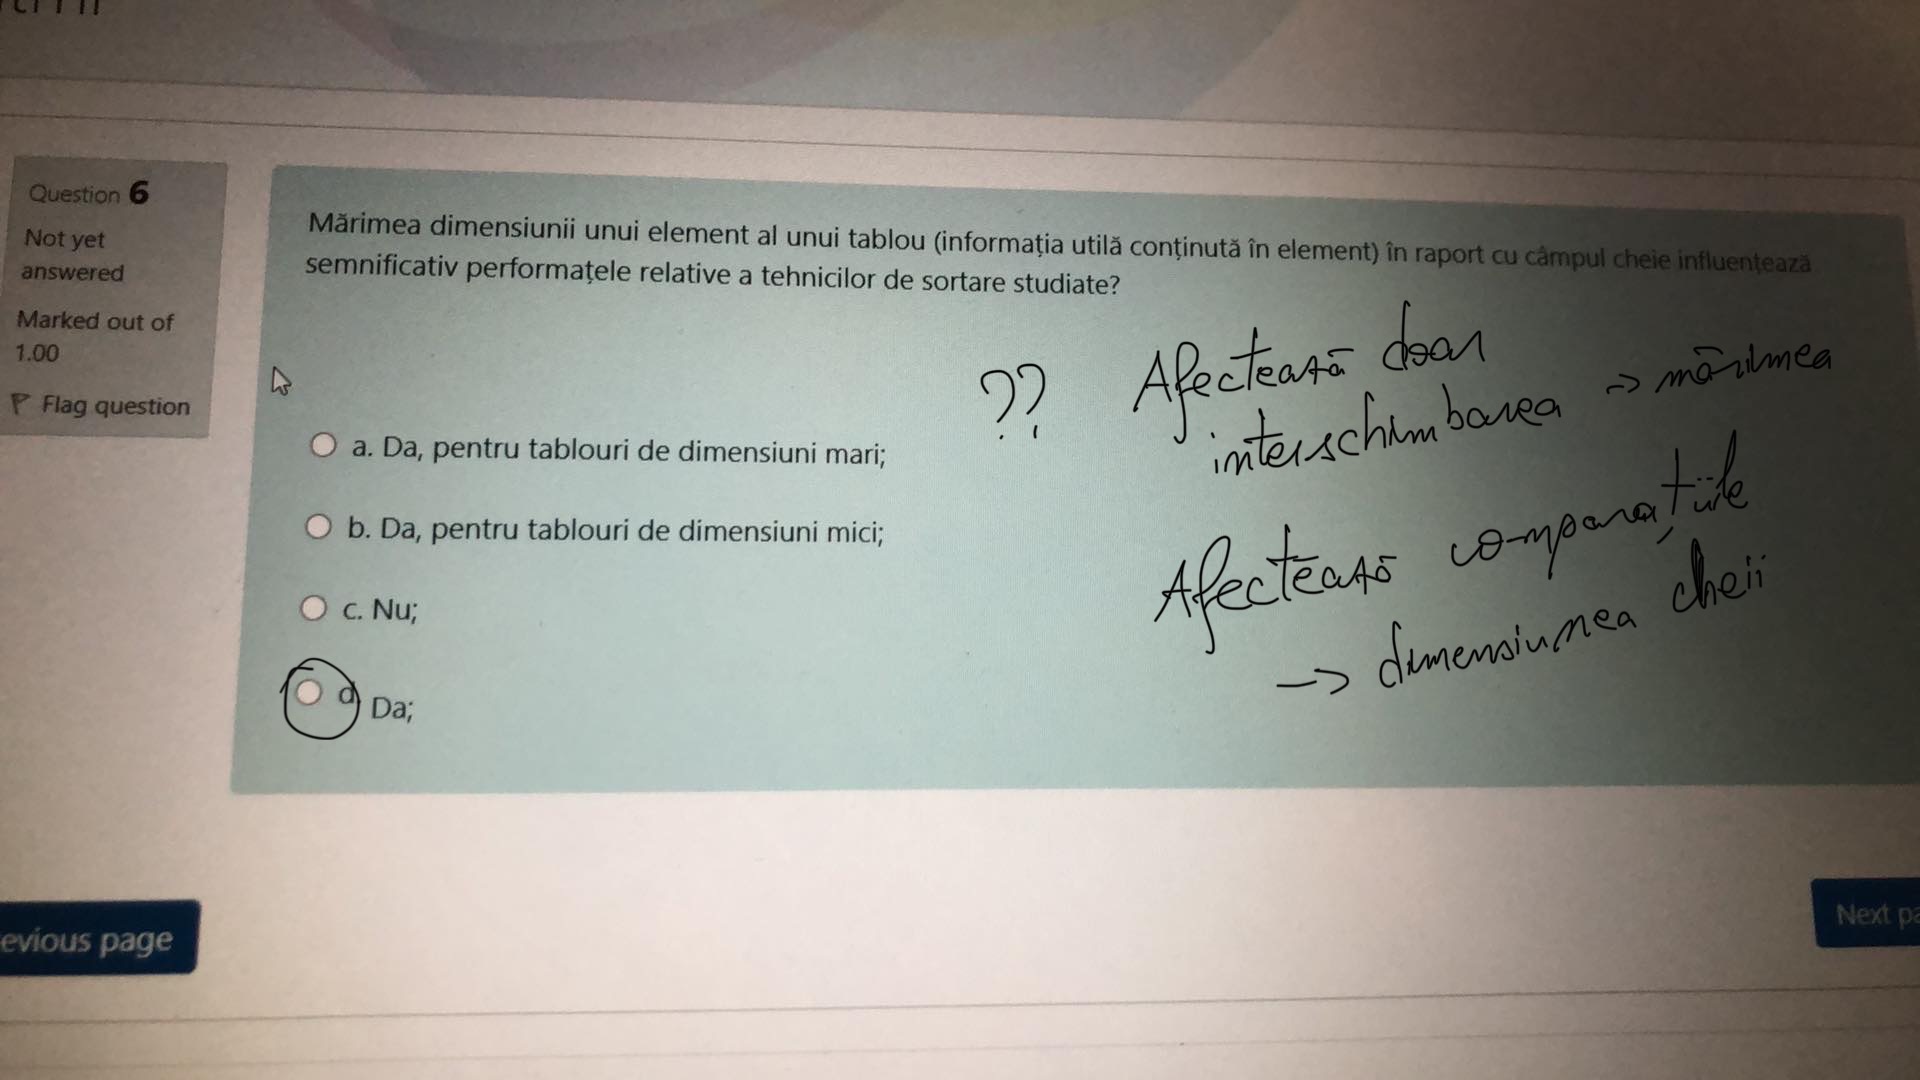 Question 6
Not yet
answered
Marked out of
1.00
Flag question
Mărimea dimensiunii unui element al unui tablou (informația utilă conținută în element) în raport cu câmpul cheie influențează
semnificativ performațele relative a tehnicilor de sortare studiate?
a. Da, pentru tablouri de dimensiuni mari;
b. Da, pentru tablouri de dimensiuni mici;
c. Nu;
d Da;
?? Afectează doar
interschimbarea -> mărimea
Afectează comparațiile
-> dimensiunea cheii
evious page
Next pa